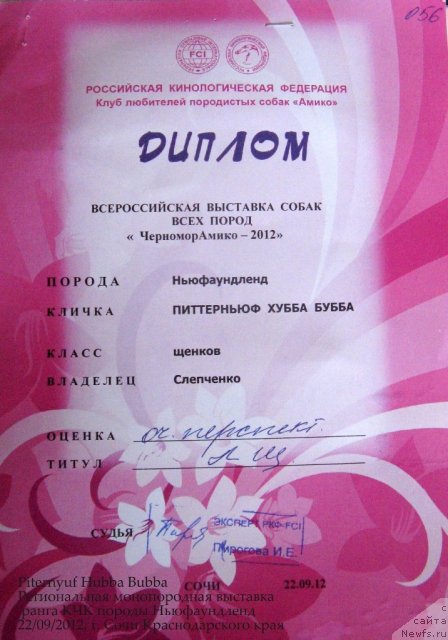 056
FCI
РОССИЙСКАЯ КИНОЛОГИЧЕСКАЯ ФЕДЕРАЦИЯ
Клуб любителей породистых собак «Амико»
ДИПЛОМ
ВСЕРОССИЙСКАЯ ВЫСТАВКА СОБАК
ВСЕХ ПОРОД
« ЧерноморАмико – 2012»
ПОРОДА Ньюфаундленд
КЛИЧКА ПИТТЕРНЬЮФ ХУББА БУББА
КЛАСС щенков
ВЛАДЕЛЕЦ Слепченко
ОЦЕНКА оч. перспект.
ТИТУЛ ЛЩ
СУДЬЯ ЭКСПЕРТ РКФ-FCI
Пирогова И.Е.
СОЧИ 22.09.12
Piternyuf Hubba Bubba
Региональная монопородная выставка
ранга КЧК породы Ньюфаундленд
22/09/2012, г. Сочи Краснодарского края
с
сайта
Newfs.ru